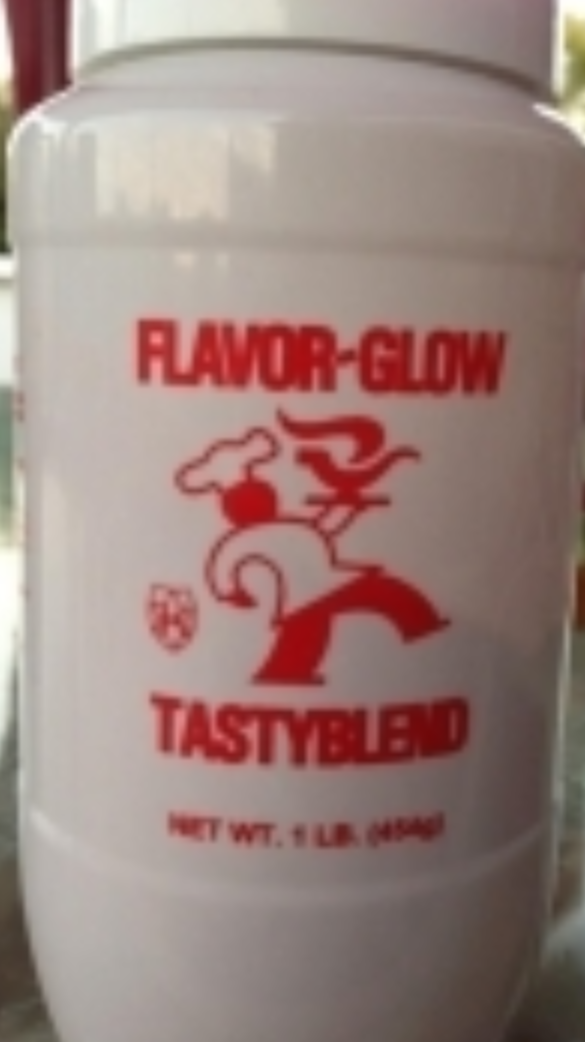 FLAVOR-GLOW
TASTYBLEND
NET WT. 1 LB. (454g)